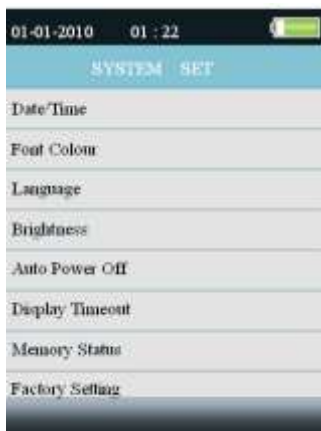 01-01-2010 01 : 22
SYSTEM SET
Date/Time
Font Colour
Language
Brightness
Auto Power Off
Display Timeout
Memory Status
Factory Setting